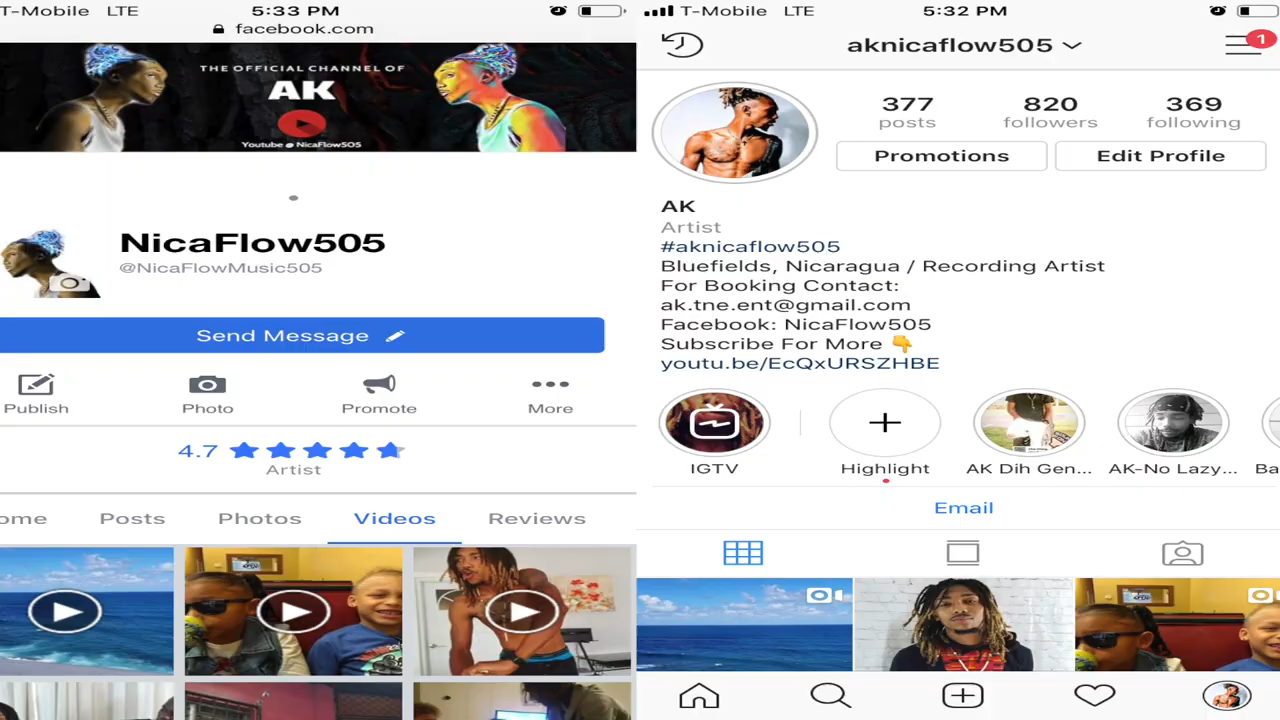 T-Mobile LTE 5:33 PM
facebook.com
THE OFFICIAL CHANNEL OF
AK
Youtube @ NicaFlow505
NicaFlow505
@NicaFlowMusic505
Send Message
Publish Photo Promote More
4.7
Artist
ome Posts Photos Videos Reviews
T-Mobile LTE 5:32 PM
aknicaflow505
1
377 820 369
posts followers following
Promotions Edit Profile
AK
Artist
#aknicaflow505
Bluefields, Nicaragua / Recording Artist
For Booking Contact:
ak.tne.ent@gmail.com
Facebook: NicaFlow505
Subscribe For More 👇
youtu.be/EcQxURSZHBE
IGTV Highlight AK Dih Gen... AK-No Lazy... Ba
Email